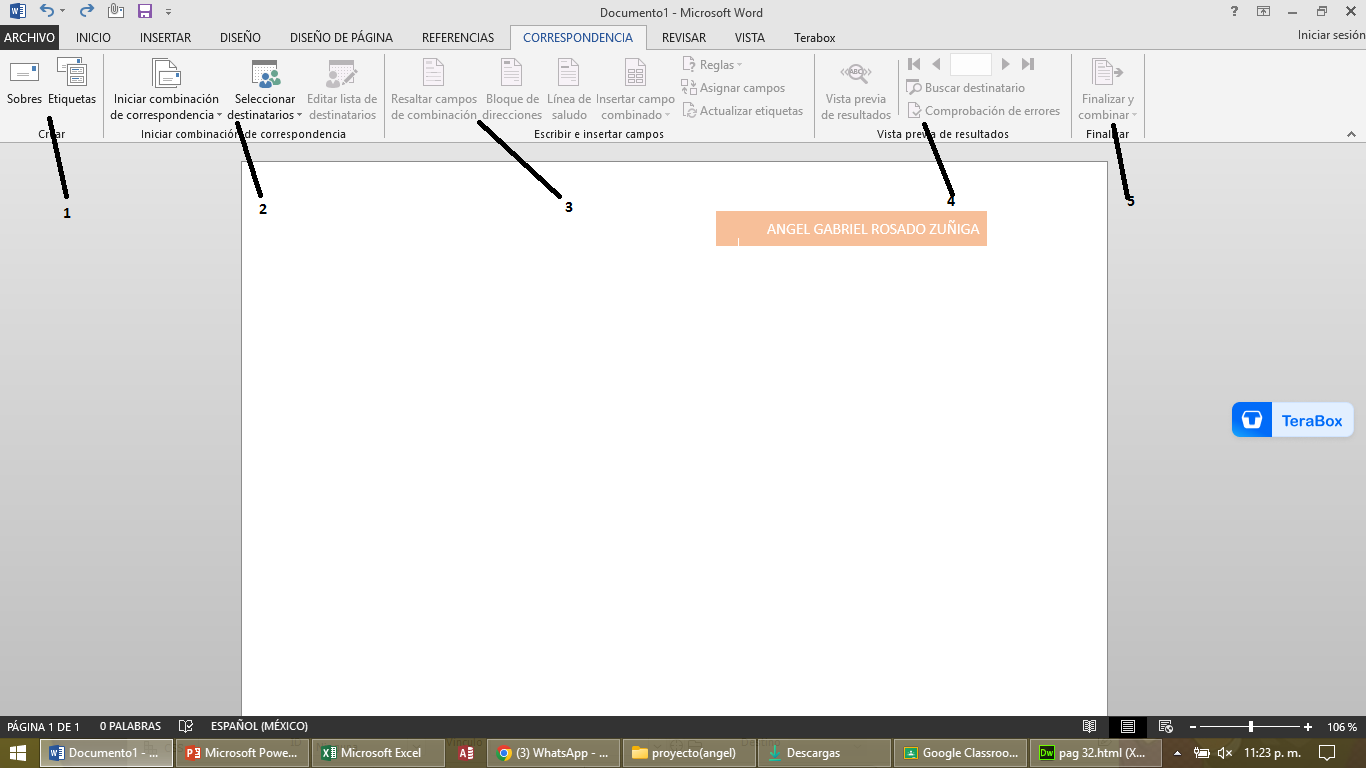 Documento1 - Microsoft Word
?
ARCHIVO INICIO INSERTAR DISEÑO DISEÑO DE PÁGINA REFERENCIAS CORRESPONDENCIA REVISAR VISTA Terabox Iniciar sesión
Sobres Etiquetas
Crear
Iniciar combinación de correspondencia
Seleccionar destinatarios
Editar lista de destinatarios
Iniciar combinación de correspondencia
Resaltar campos de combinación
Bloque de direcciones
Línea de saludo
Insertar campo combinado
Reglas
Asignar campos
Actualizar etiquetas
Escribir e insertar campos
ABC
Vista previa de resultados
Buscar destinatario
Comprobación de errores
Vista previa de resultados
Finalizar y combinar
Finalizar
1
2
3
4
5
ANGEL GABRIEL ROSADO ZUÑIGA
TeraBox
PÁGINA 1 DE 1 0 PALABRAS ESPAÑOL (MÉXICO) 106 %
Documento1 - ... Microsoft Powe... Microsoft Excel (3) WhatsApp - ... proyecto(angel) Descargas Google Classroo... Dw pag 32.html (X... 11:23 p. m.